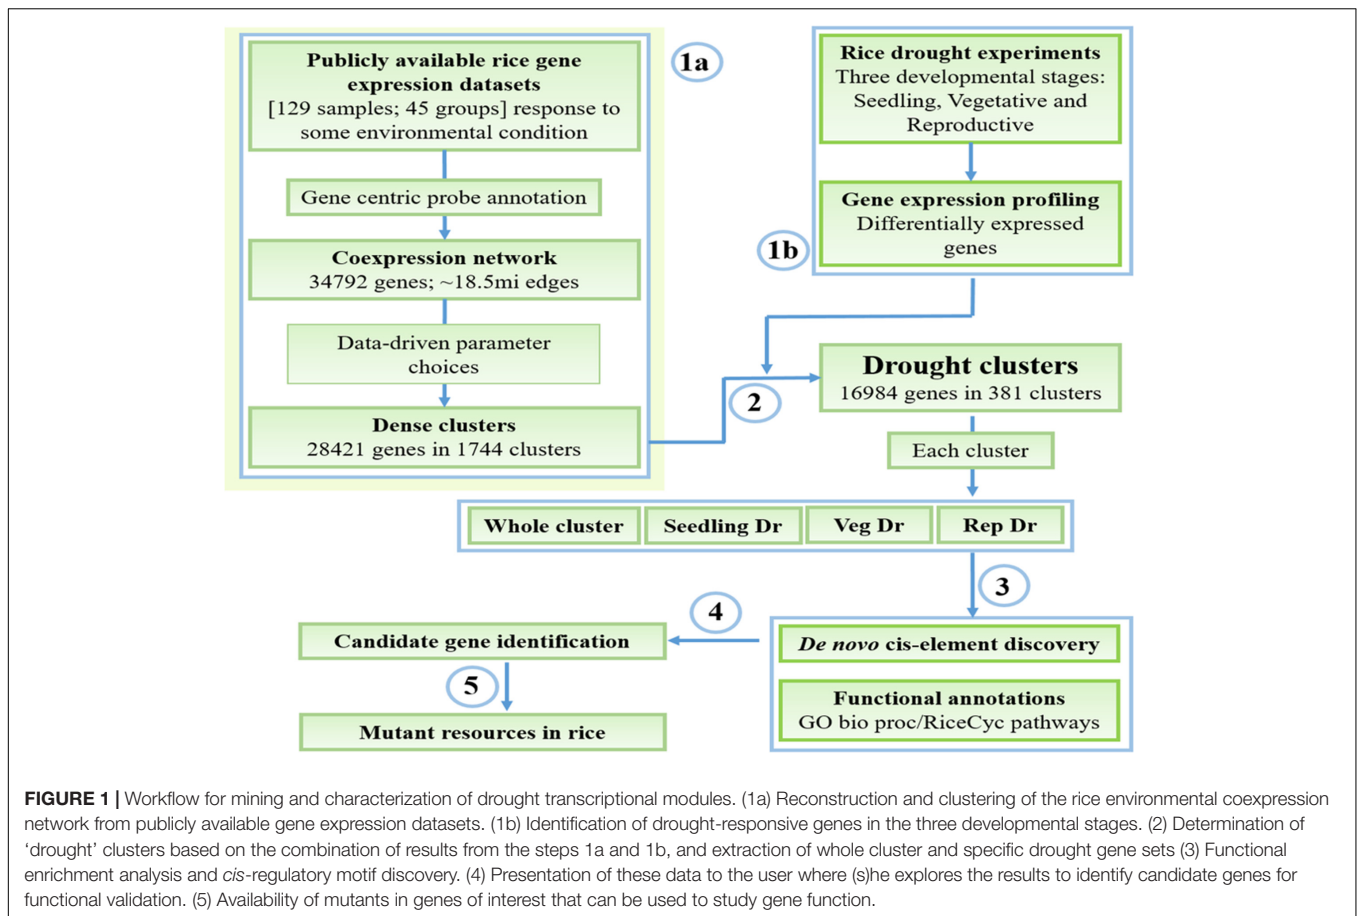 Publicly available rice gene
expression datasets
[129 samples; 45 groups] response to
some environmental condition
1a
Gene centric probe annotation
Coexpression network
34792 genes; ~18.5mi edges
Data-driven parameter
choices
Dense clusters
28421 genes in 1744 clusters
Rice drought experiments
Three developmental stages:
Seedling, Vegetative and
Reproductive
Gene expression profiling
Differentially expressed
genes
1b
2
Drought clusters
16984 genes in 381 clusters
Each cluster
Whole cluster
Seedling Dr
Veg Dr
Rep Dr
3
De novo cis-element discovery
Functional annotations
GO bio proc/RiceCyc pathways
4
Candidate gene identification
5
Mutant resources in rice
FIGURE 1 | Workflow for mining and characterization of drought transcriptional modules. (1a) Reconstruction and clustering of the rice environmental coexpression
network from publicly available gene expression datasets. (1b) Identification of drought-responsive genes in the three developmental stages. (2) Determination of
‘drought’ clusters based on the combination of results from the steps 1a and 1b, and extraction of whole cluster and specific drought gene sets (3) Functional
enrichment analysis and cis-regulatory motif discovery. (4) Presentation of these data to the user where (s)he explores the results to identify candidate genes for
functional validation. (5) Availability of mutants in genes of interest that can be used to study gene function.